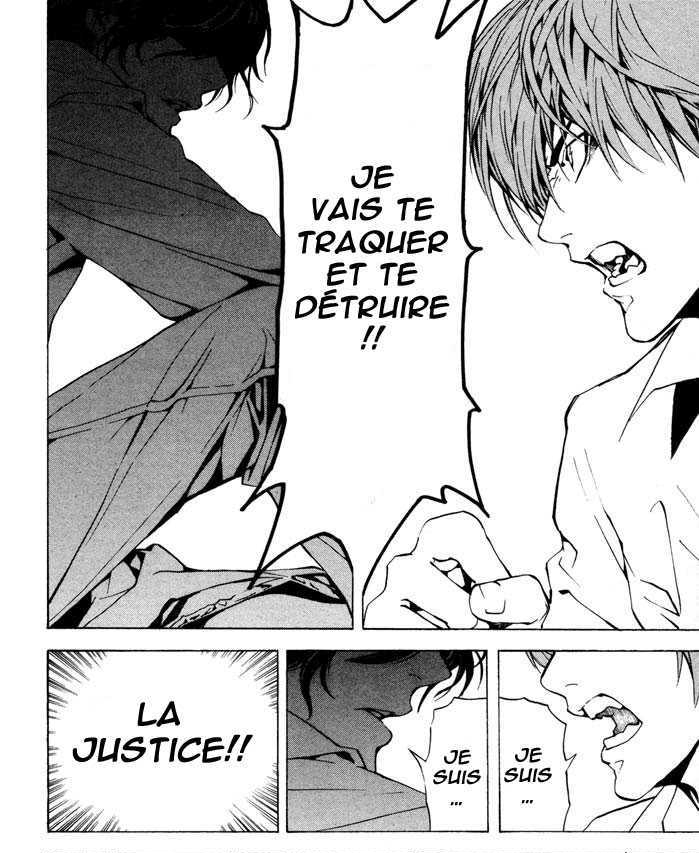 JE
VAIS TE
TRAQUER
ET TE
DÉTRUIRE
!!
JE
SUIS
...
JE
SUIS
...
LA
JUSTICE!!